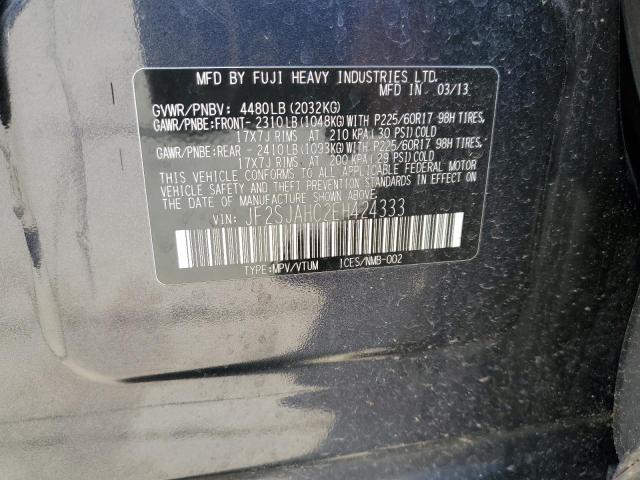 MFD BY FUJI HEAVY INDUSTRIES LTD.
MFD IN 03/13
GVWR/PNBV: 4480LB(2032KG)
GAWR/PNBE:FRONT- 2310LB(1048KG)WITH P225/60R17 98H TIRES,
17X7J RIMS, AT 210 KPA(30 PSI)COLD
GAWR/PNBE:REAR - 2410LB(1093KG)WITH P225/60R17 98H TIRES,
17X7J RIMS, AT 200 KPA(29 PSI)COLD
THIS VEHICLE CONFORMS TO ALL APPLICABLE FEDERAL MOTOR
VEHICLE SAFETY AND THEFT PREVENTION STANDARDS IN EFFECT
ON THE DATE OF MANUFACTURE SHOWN ABOVE.
VIN: JF2SJAHC2EH424333
TYPE:MPV/VTUM ICES/NMB-002